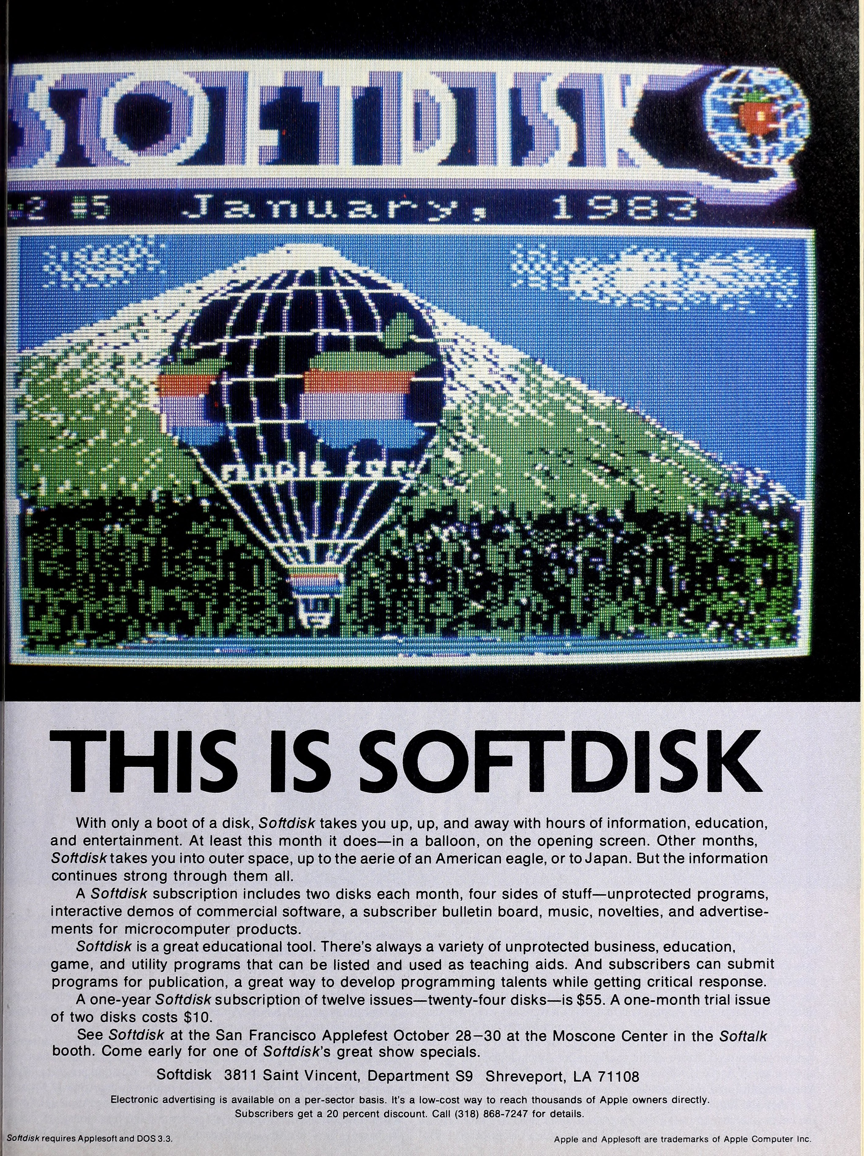 SOFTDISK
v2 #5 January, 1983
THIS IS SOFTDISK
With only a boot of a disk, Softdisk takes you up, up, and away with hours of information, education,
and entertainment. At least this month it does—in a balloon, on the opening screen. Other months,
Softdisk takes you into outer space, up to the aerie of an American eagle, or to Japan. But the information
continues strong through them all.
A Softdisk subscription includes two disks each month, four sides of stuff—unprotected programs,
interactive demos of commercial software, a subscriber bulletin board, music, novelties, and advertise-
ments for microcomputer products.
Softdisk is a great educational tool. There's always a variety of unprotected business, education,
game, and utility programs that can be listed and used as teaching aids. And subscribers can submit
programs for publication, a great way to develop programming talents while getting critical response.
A one-year Softdisk subscription of twelve issues—twenty-four disks—is $55. A one-month trial issue
of two disks costs $10.
See Softdisk at the San Francisco Applefest October 28–30 at the Moscone Center in the Softalk
booth. Come early for one of Softdisk's great show specials.
Softdisk 3811 Saint Vincent, Department S9 Shreveport, LA 71108
Electronic advertising is available on a per-sector basis. It's a low-cost way to reach thousands of Apple owners directly.
Subscribers get a 20 percent discount. Call (318) 868-7247 for details.
Softdisk requires Applesoft and DOS 3.3.
Apple and Applesoft are trademarks of Apple Computer Inc.